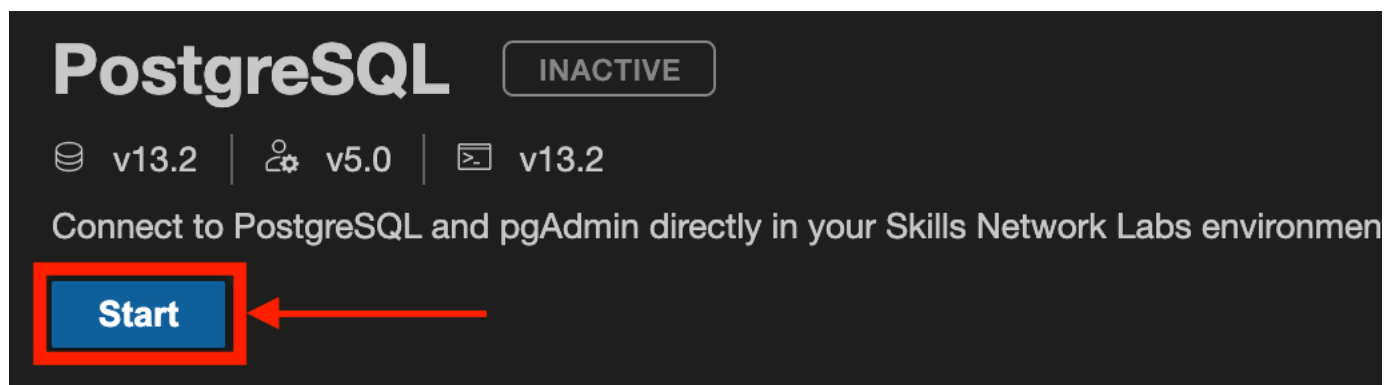 PostgreSQL INACTIVE
v13.2 v5.0 v13.2
Connect to PostgreSQL and pgAdmin directly in your Skills Network Labs environmen
Start